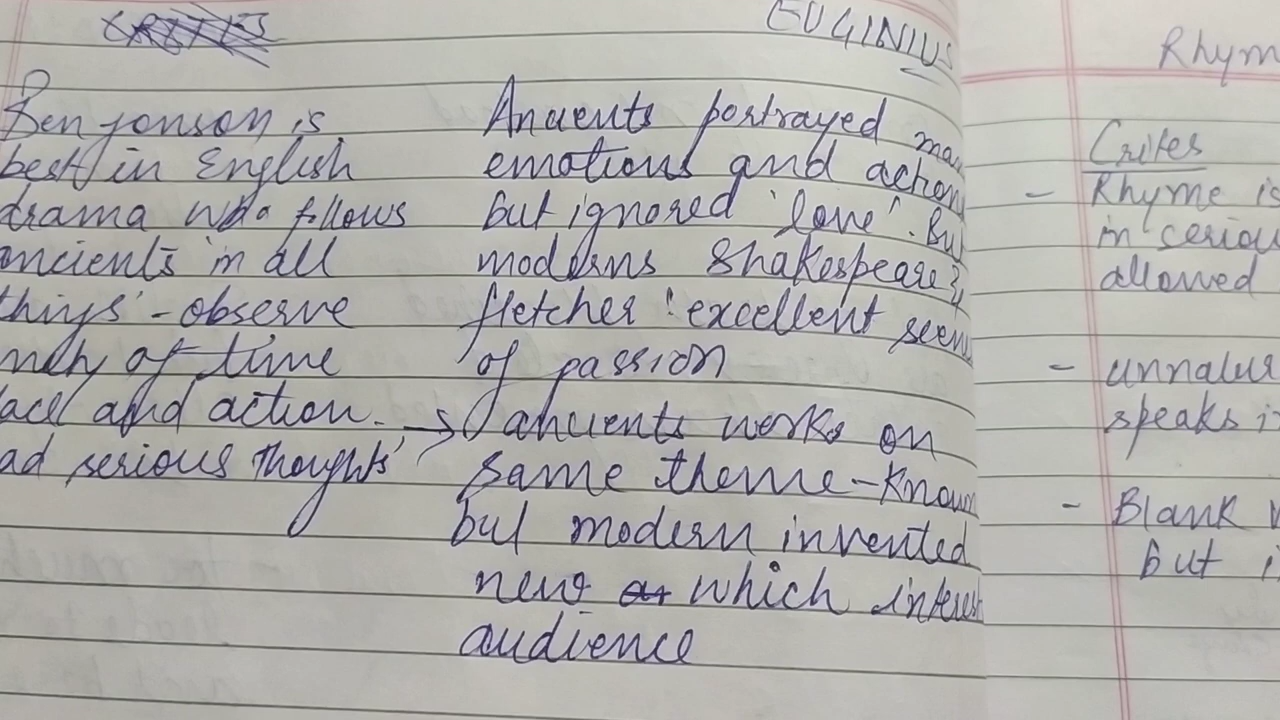 EUGINIUS
Ben Jonson is
best in English
drama who follows
ancients in all
things' - observe
of time
and action.
serious thoughts'
Ancients portrayed
emotions and action
but ignored 'love'. But
moderns Shakespeare &
fletcher 'excellent
of passion
→ ancients works on
same theme - known
but modern invented
new which interest
audience
Rhym
Crites
- Rhyme is
in seriou
allowed
- unnatur
speaks i
- Blank
but i